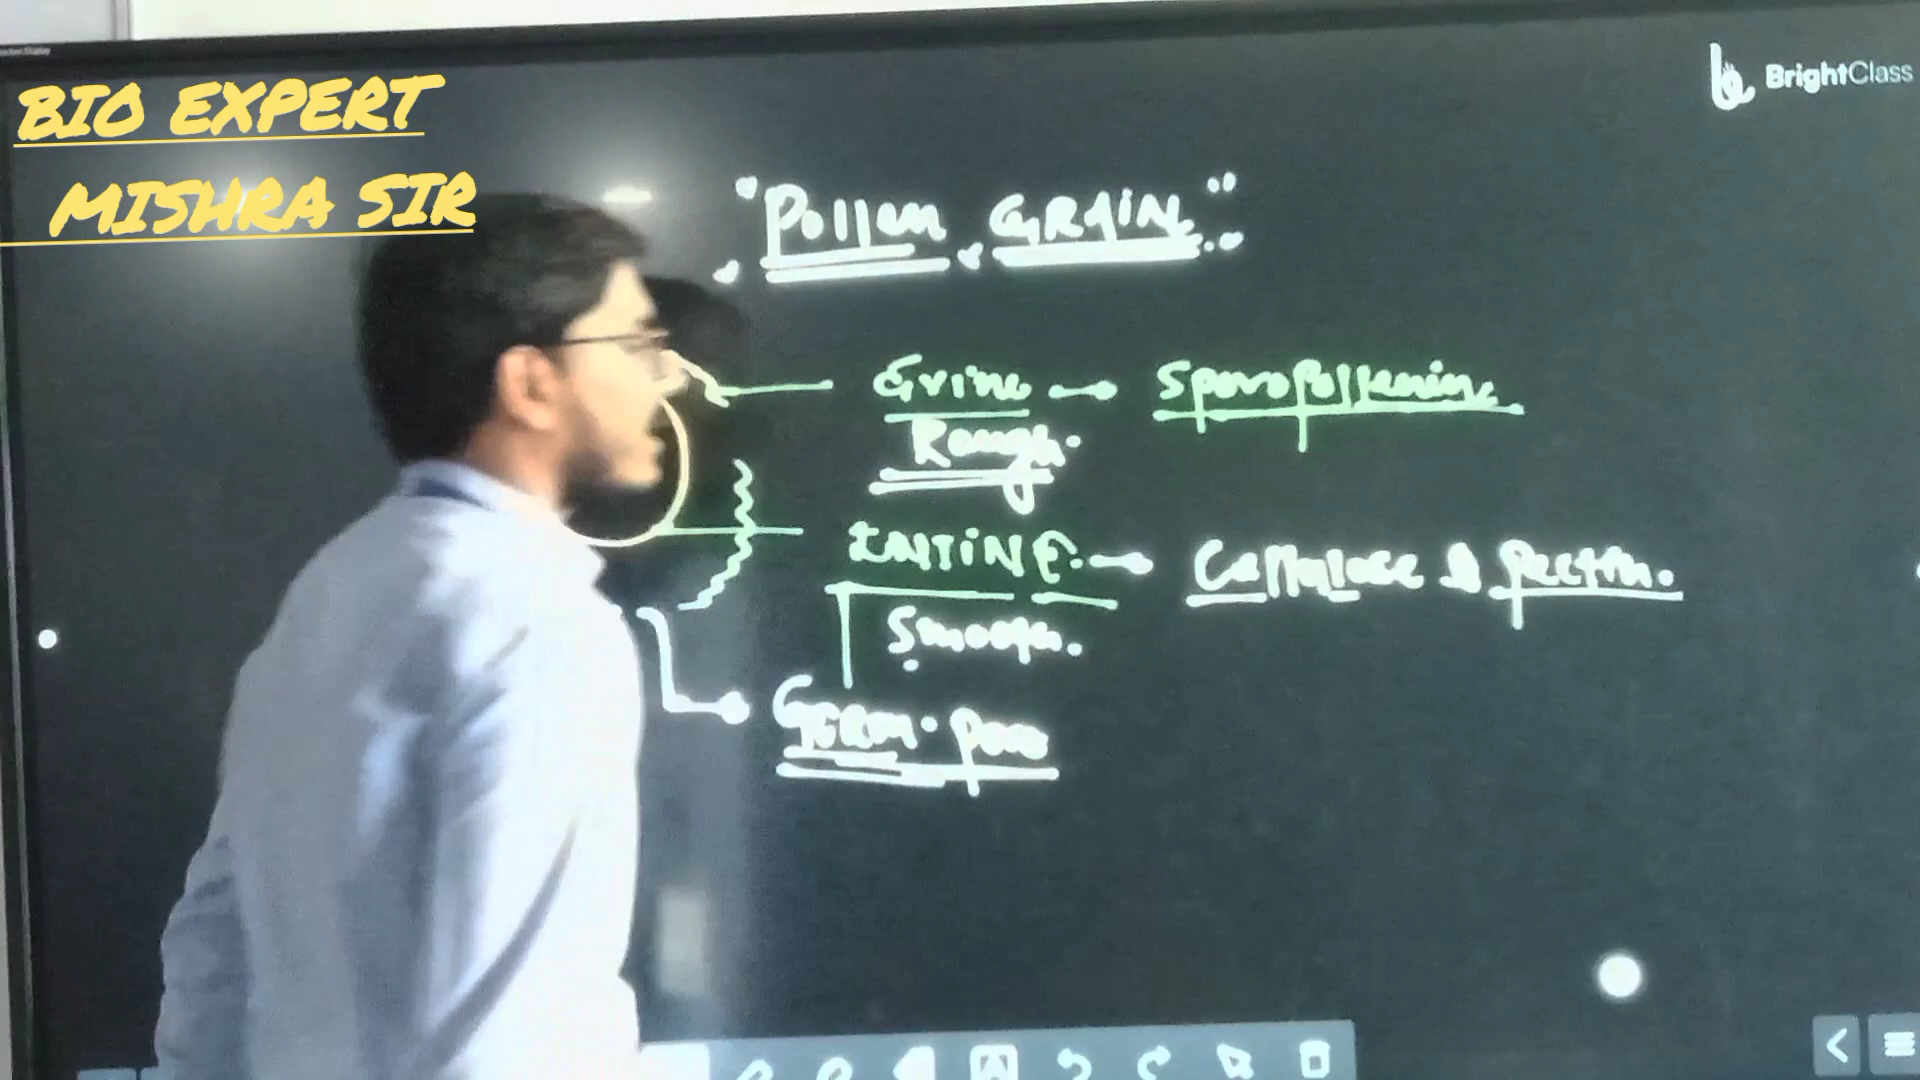 BIO EXPERT
MISHRA SIR
BrightClass
"Pollen GRAIN"
Exine → Sporopollenin
Rough.
INTINE. → Cellulose & Pectin.
Smooth.
Germ. pore